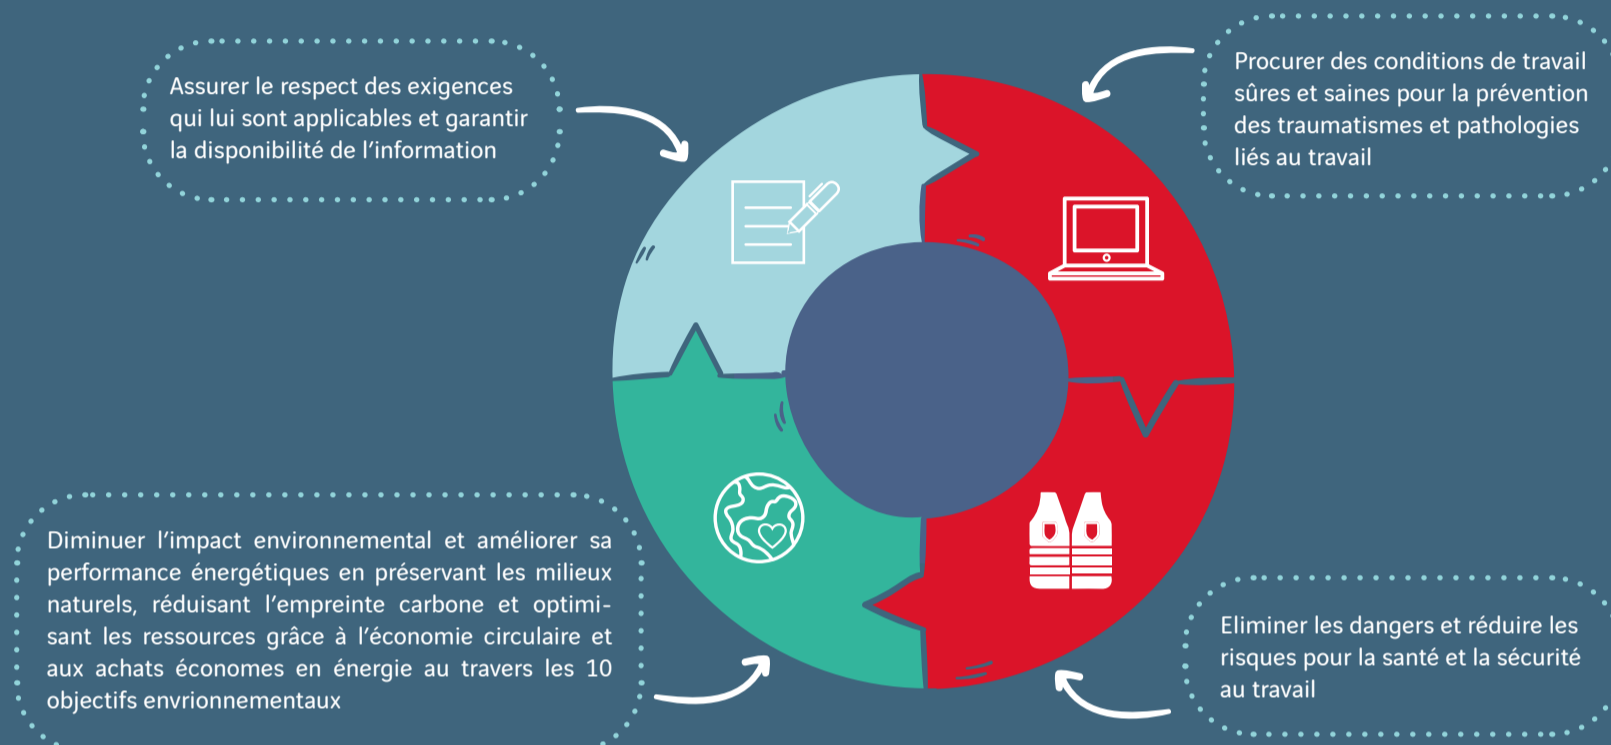 Assurer le respect des exigences
qui lui sont applicables et garantir
la disponibilité de l'information
Procurer des conditions de travail
sûres et saines pour la prévention
des traumatismes et pathologies
liés au travail
Diminuer l'impact environnemental et améliorer sa
performance énergétiques en préservant les milieux
naturels, réduisant l'empreinte carbone et optimi-
sant les ressources grâce à l'économie circulaire et
aux achats économes en énergie au travers les 10
objectifs envrionnementaux
Eliminer les dangers et réduire les
risques pour la santé et la sécurité
au travail